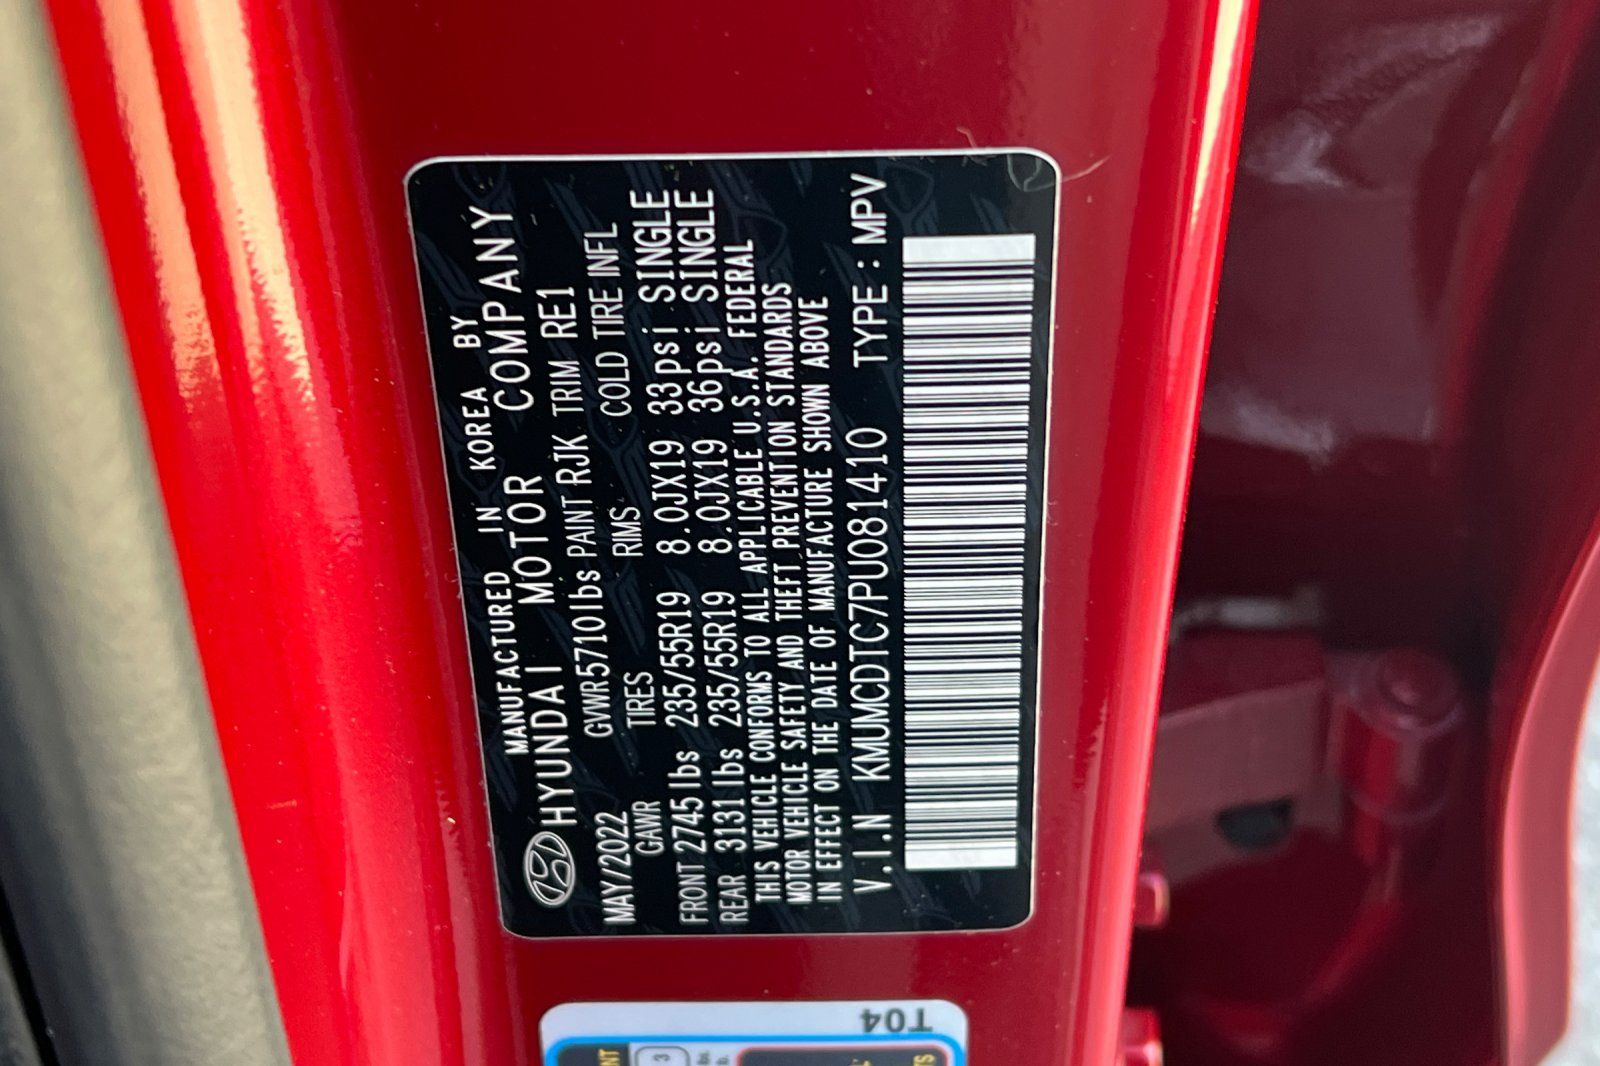 MANUFACTURED IN KOREA BY
HYUNDAI MOTOR COMPANY
MAY/2022 GVWR5710lbs PAINT RJK TRIM RE1
GAWR TIRES RIMS COLD TIRE INFL
FRONT 2745lbs 235/55R19 8.0JX19 33psi SINGLE
REAR 3131lbs 235/55R19 8.0JX19 36psi SINGLE
THIS VEHICLE CONFORMS TO ALL APPLICABLE U.S.A. FEDERAL
MOTOR VEHICLE SAFETY AND THEFT PREVENTION STANDARDS
IN EFFECT ON THE DATE OF MANUFACTURE SHOWN ABOVE
V.I.N KMUMCDTC7PU081410 TYPE : MPV
T04